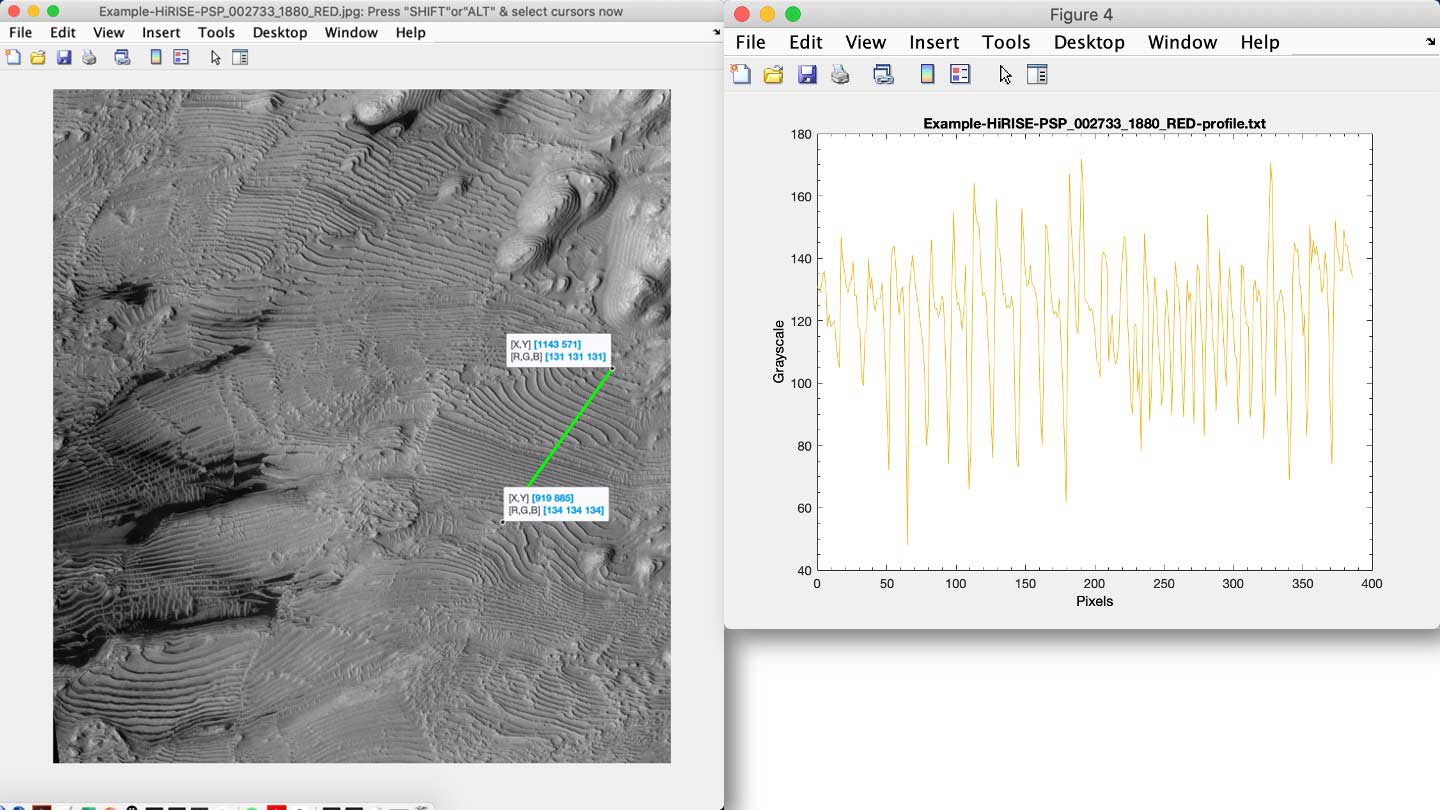 Example-HiRISE-PSP_002733_1880_RED.jpg: Press "SHIFT"or"ALT" & select cursors now
File Edit View Insert Tools Desktop Window Help
[X,Y] [1143 571]
[R,G,B] [131 131 131]
[X,Y] [919 885]
[R,G,B] [134 134 134]
Figure 4
File Edit View Insert Tools Desktop Window Help
Example-HiRISE-PSP_002733_1880_RED-profile.txt
180
160
140
120
100
80
60
40
Grayscale
0 50 100 150 200 250 300 350 400
Pixels